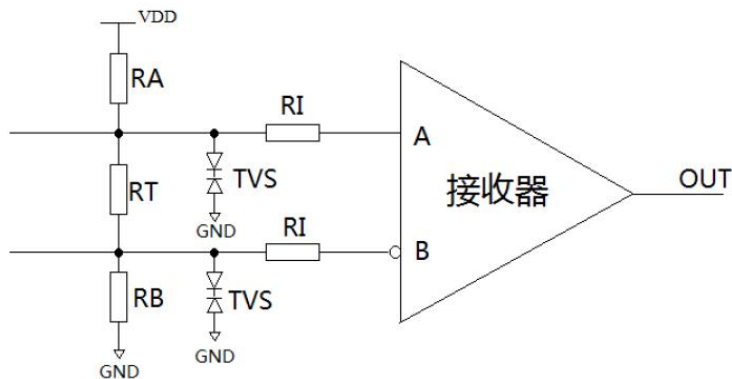 VDD
RA
RI
A
TVS
RT
GND
接收器
OUT
RI
B
TVS
RB
GND
GND